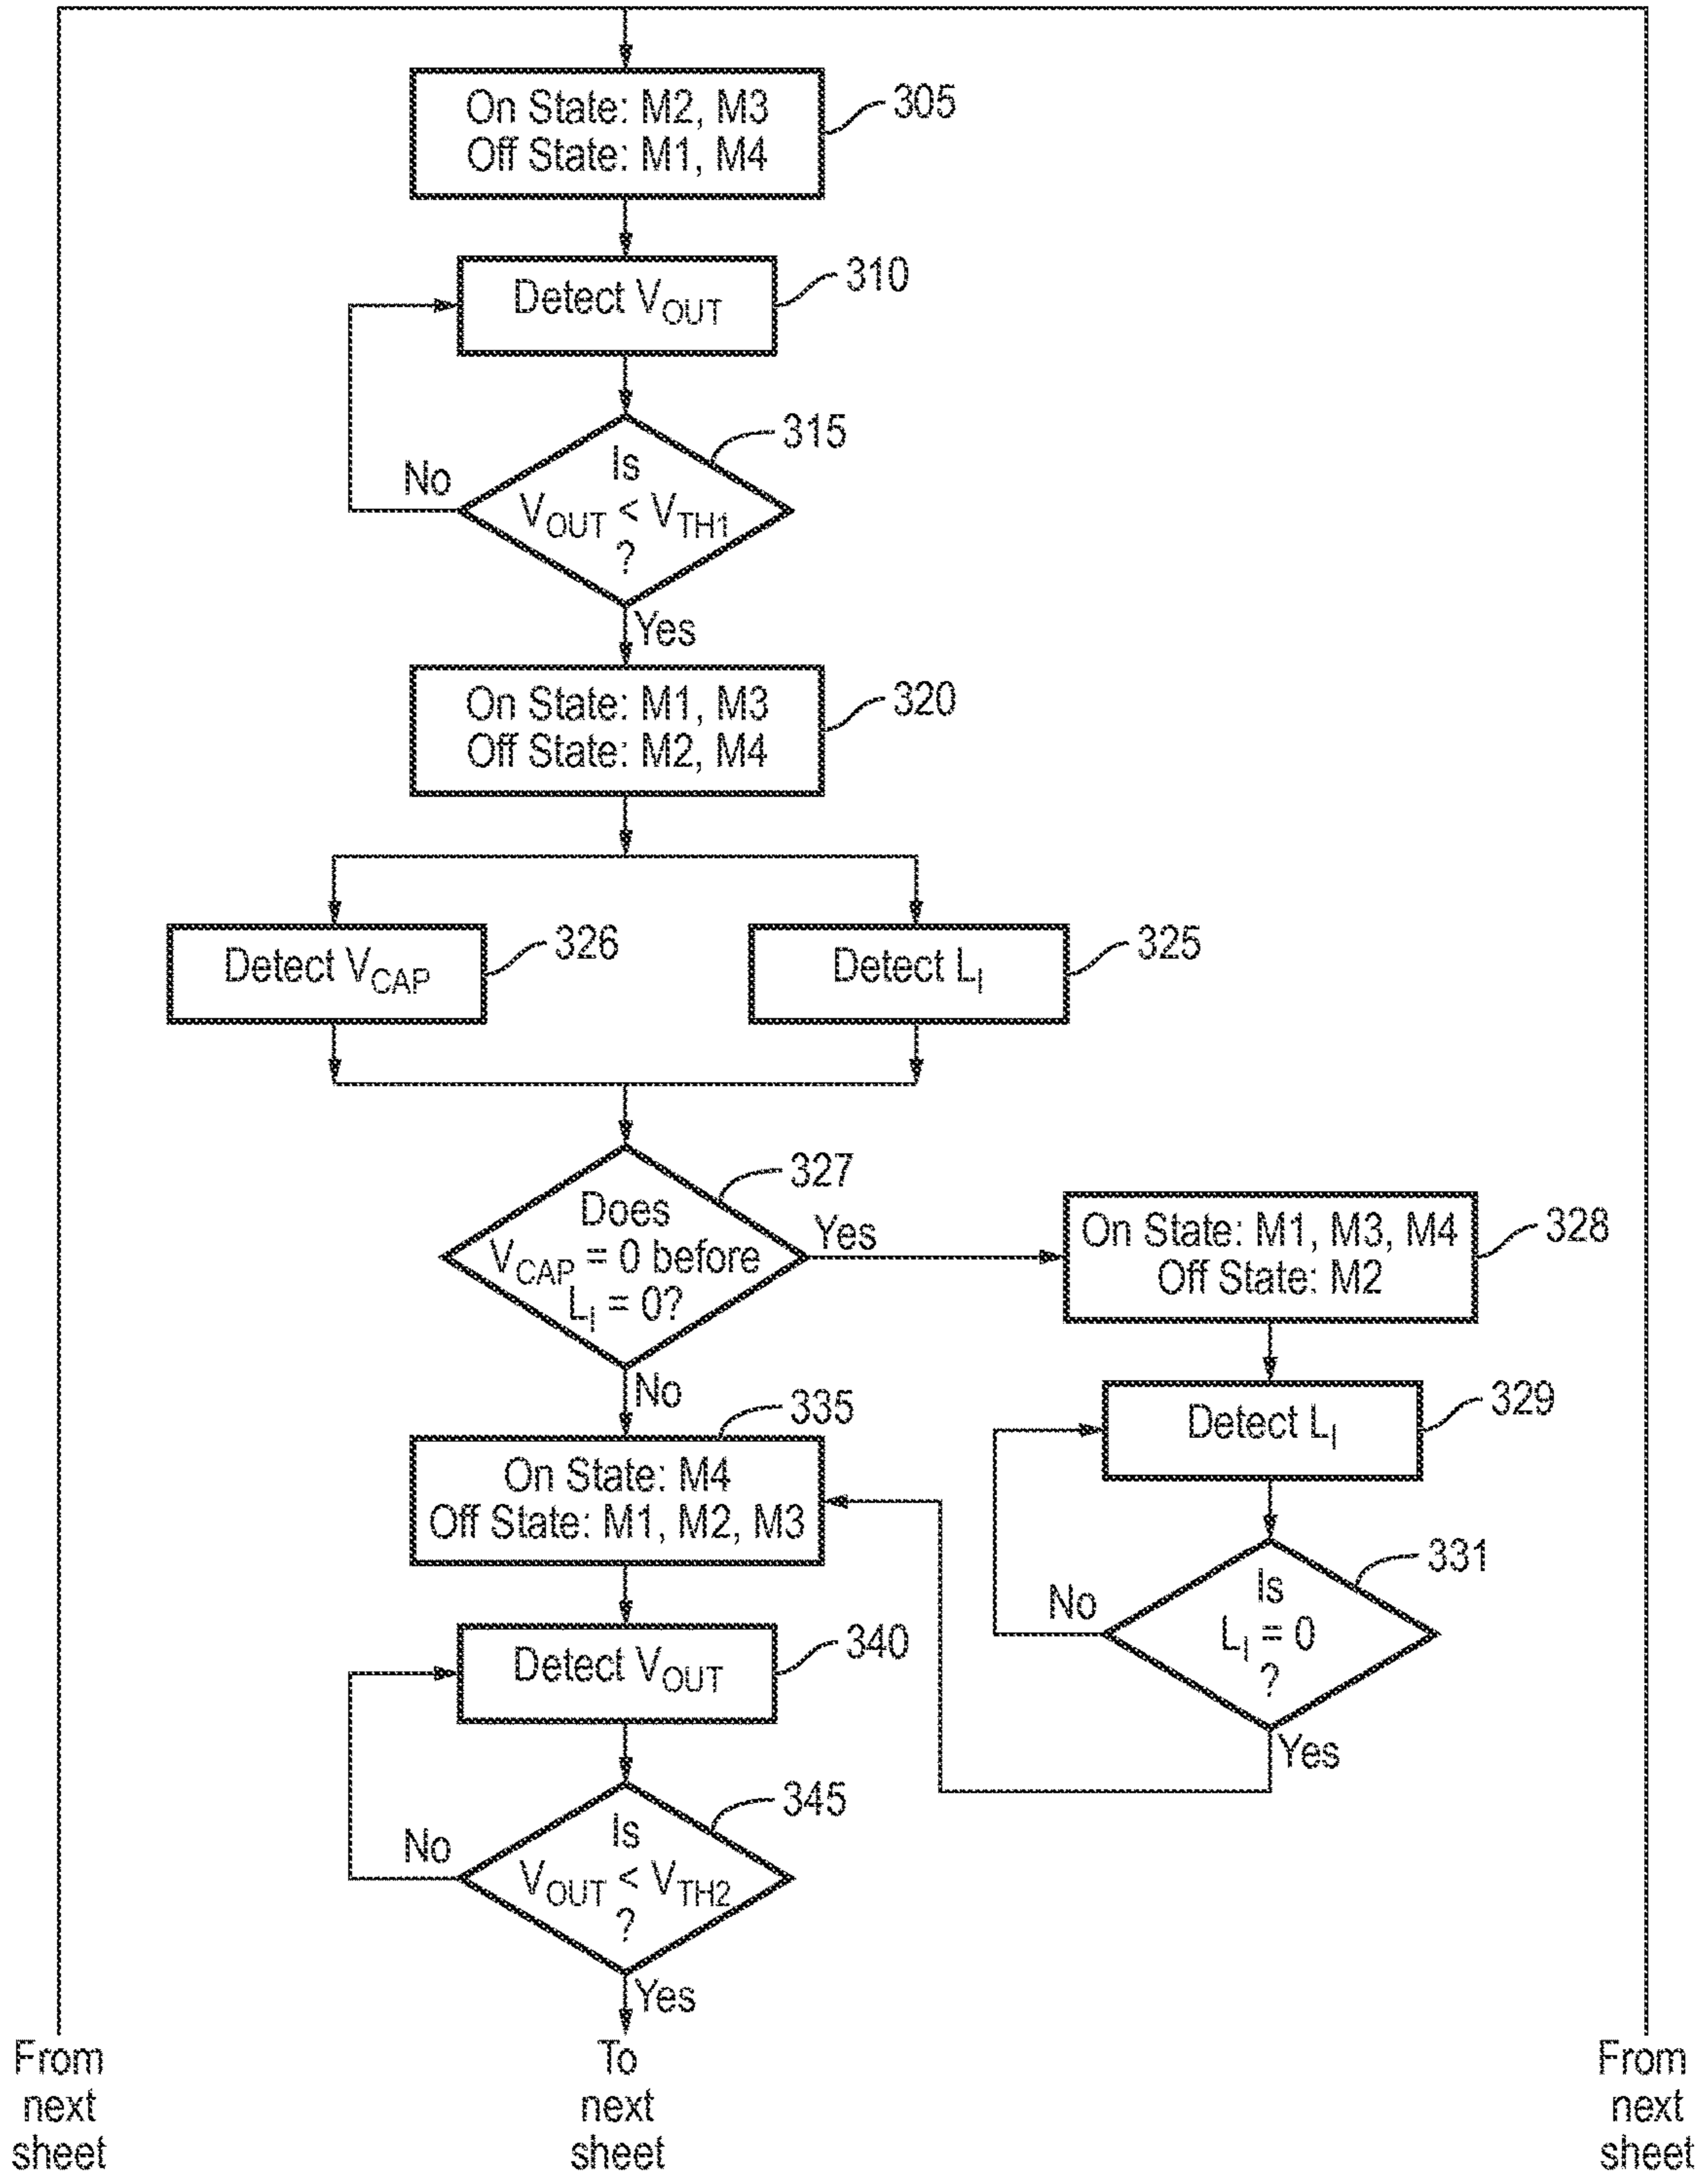 On State: M2, M3
Off State: M1, M4
305
Detect VOUT
310
Is
VOUT < VTH1
?
315
No
Yes
On State: M1, M3
Off State: M2, M4
320
Detect VCAP
326
Detect LI
325
Does
VCAP = 0 before
LI = 0?
327
Yes
On State: M1, M3, M4
Off State: M2
328
No
Detect LI
329
335
On State: M4
Off State: M1, M2, M3
Is
LI = 0
?
331
No
Yes
Detect VOUT
340
Is
VOUT < VTH2
?
345
No
Yes
From
next
sheet
To
next
sheet
From
next
sheet